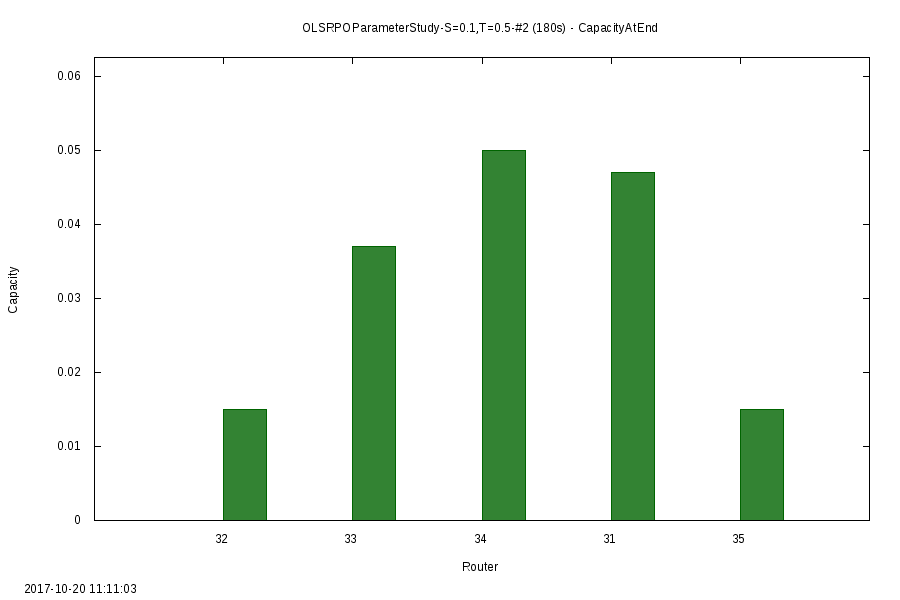 OLSRPOParameterStudy-S=0.1,T=0.5-#2 (180s) - CapacityAtEnd
0.06
0.05
0.04
0.03
0.02
0.01
0
Capacity
32 33 34 31 35
Router
2017-10-20 11:11:03